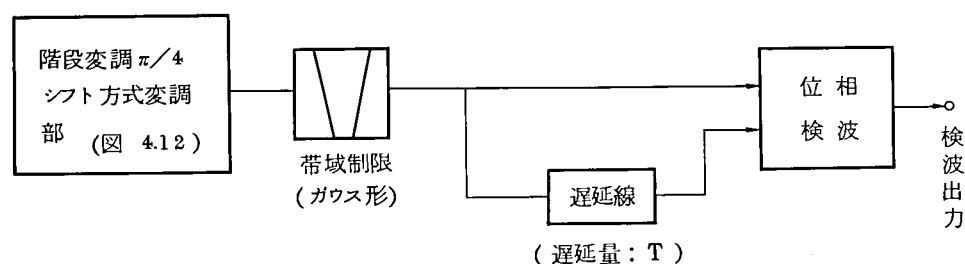 階段変調π/4
シフト方式変調
部 (図 4.12)
帯域制限
(ガウス形)
遅延線
(遅延量: T)
位相
検波
検波出力